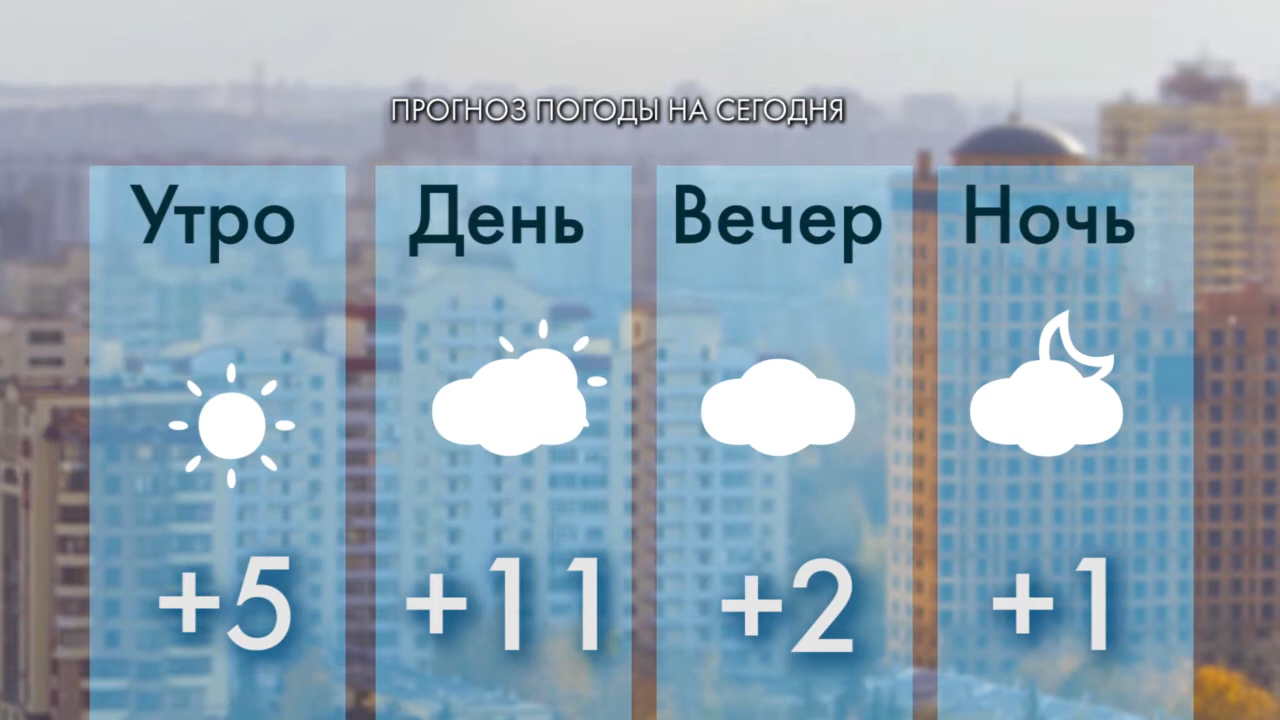 ПРОГНОЗ ПОГОДЫ НА СЕГОДНЯ
Утро День Вечер Ночь
+5 +11 +2 +1